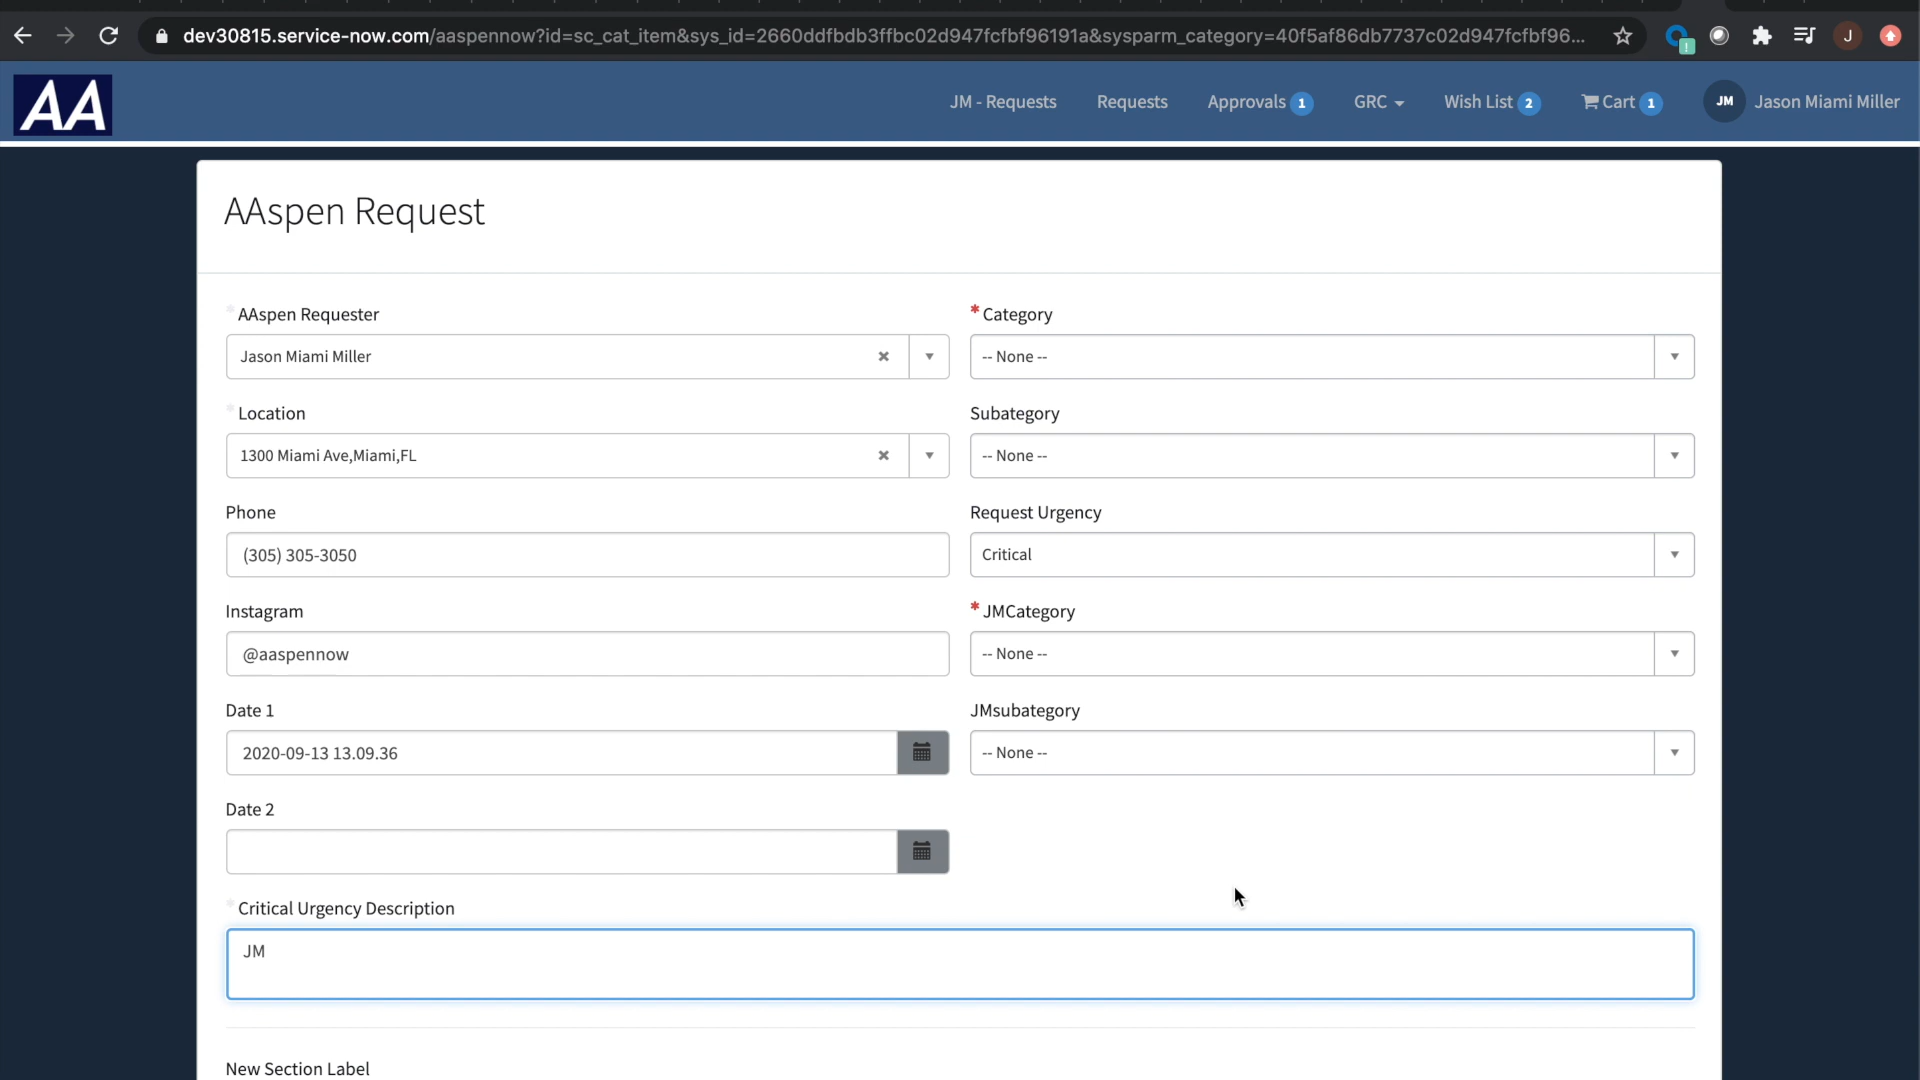 dev30815.service-now.com/aaspennow?id=sc_cat_item&sys_id=2660ddfbdb3ffbc02d947fcfbf96191a&sysparm_category=40f5af86db7737c02d947fcfbf96...
J
AA
JM - Requests
Requests
Approvals 1
GRC
Wish List 2
Cart 1
JM
Jason Miami Miller
AAspen Request
* AAspen Requester
Jason Miami Miller
* Category
-- None --
* Location
1300 Miami Ave,Miami,FL
Subategory
-- None --
Phone
(305) 305-3050
Request Urgency
Critical
Instagram
@aaspennow
* JMCategory
-- None --
Date 1
2020-09-13 13.09.36
JMsubategory
-- None --
Date 2
* Critical Urgency Description
JM
New Section Label